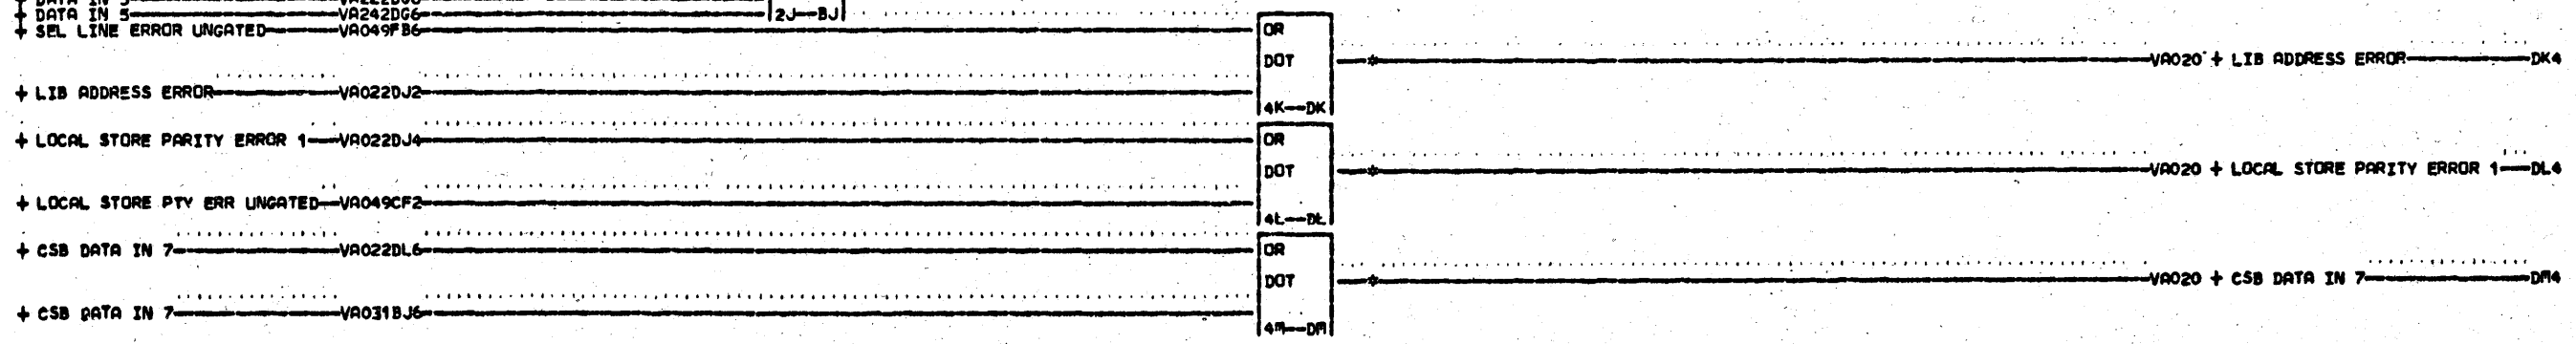 + DATA IN 5 VA242DG6 2J BJ
+ SEL LINE ERROR UNGATED VA049FB6 OR
DOT VA020 + LIB ADDRESS ERROR DK4
+ LIB ADDRESS ERROR VA022DJ2
4K DK
+ LOCAL STORE PARITY ERROR 1 VA022DJ4 OR
DOT VA020 + LOCAL STORE PARITY ERROR 1 DL4
+ LOCAL STORE PTY ERR UNGATED VA049CF2
4L DL
+ CSB DATA IN 7 VA022DL6 OR
DOT VA020 + CSB DATA IN 7 DM4
+ CSB DATA IN 7 VA031BJ6
4M DM